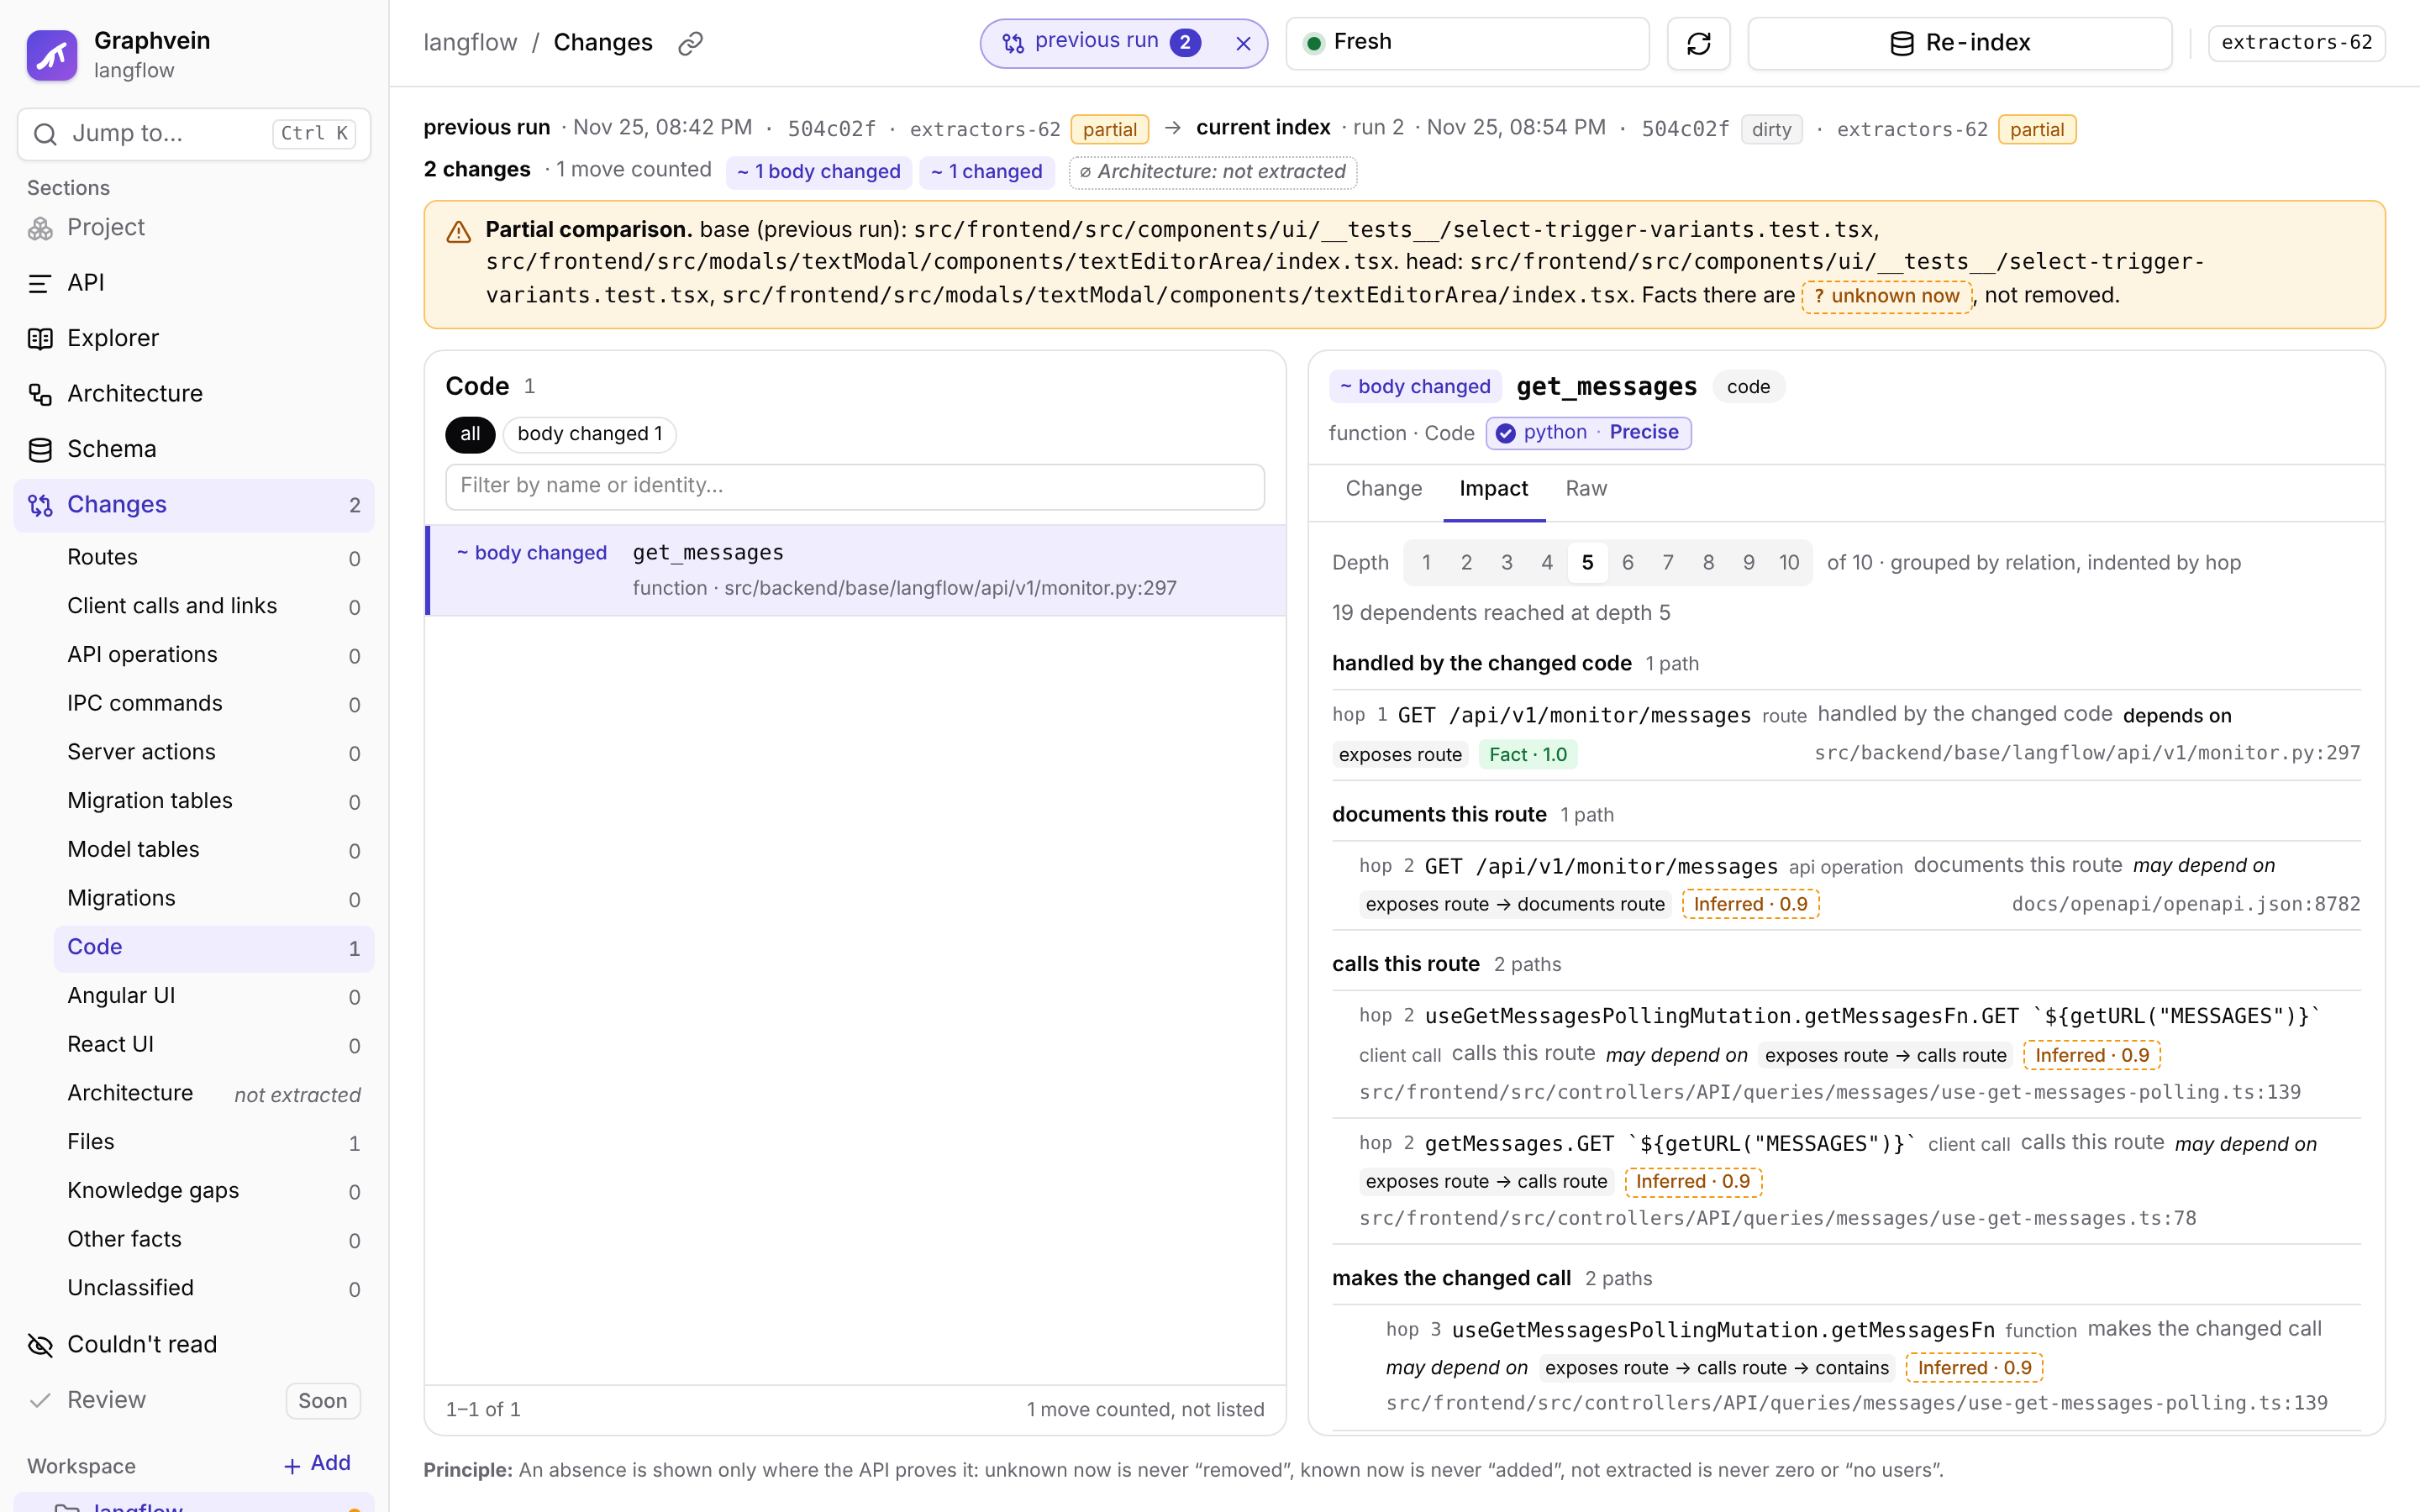 Graphvein
langflow
Jump to...
Ctrl K
Sections
Project
API
Explorer
Architecture
Schema
Changes 2
Routes 0
Client calls and links 0
API operations 0
IPC commands 0
Server actions 0
Migration tables 0
Model tables 0
Migrations 0
Code 1
Angular UI 0
React UI 0
Architecture not extracted
Files 1
Knowledge gaps 0
Other facts 0
Unclassified 0
Couldn't read
Review Soon
Workspace + Add
langflow
langflow / Changes
previous run 2
Fresh
Re-index
extractors-62
previous run · Nov 25, 08:42 PM · 504c02f · extractors-62 partial → current index · run 2 · Nov 25, 08:54 PM · 504c02f dirty · extractors-62 partial
2 changes · 1 move counted ~ 1 body changed ~ 1 changed ⌀ Architecture: not extracted
Partial comparison. base (previous run): src/frontend/src/components/ui/__tests__/select-trigger-variants.test.tsx,
src/frontend/src/modals/textModal/components/textEditorArea/index.tsx. head: src/frontend/src/components/ui/__tests__/select-trigger-
variants.test.tsx, src/frontend/src/modals/textModal/components/textEditorArea/index.tsx. Facts there are ? unknown now, not removed.
Code 1
all body changed 1
Filter by name or identity...
~ body changed get_messages
function · src/backend/base/langflow/api/v1/monitor.py:297
1–1 of 1
1 move counted, not listed
~ body changed get_messages code
function · Code python · Precise
Change Impact Raw
Depth 1 2 3 4 5 6 7 8 9 10 of 10 · grouped by relation, indented by hop
19 dependents reached at depth 5
handled by the changed code 1 path
hop 1 GET /api/v1/monitor/messages route handled by the changed code depends on
exposes route Fact · 1.0 src/backend/base/langflow/api/v1/monitor.py:297
documents this route 1 path
hop 2 GET /api/v1/monitor/messages api operation documents this route may depend on
exposes route → documents route Inferred · 0.9 docs/openapi/openapi.json:8782
calls this route 2 paths
hop 2 useGetMessagesPollingMutation.getMessagesFn.GET `${getURL("MESSAGES")}`
client call calls this route may depend on exposes route → calls route Inferred · 0.9
src/frontend/src/controllers/API/queries/messages/use-get-messages-polling.ts:139
hop 2 getMessages.GET `${getURL("MESSAGES")}` client call calls this route may depend on
exposes route → calls route Inferred · 0.9
src/frontend/src/controllers/API/queries/messages/use-get-messages.ts:78
makes the changed call 2 paths
hop 3 useGetMessagesPollingMutation.getMessagesFn function makes the changed call
may depend on exposes route → calls route → contains Inferred · 0.9
src/frontend/src/controllers/API/queries/messages/use-get-messages-polling.ts:139
Principle: An absence is shown only where the API proves it: unknown now is never “removed”, known now is never “added”, not extracted is never zero or “no users”.